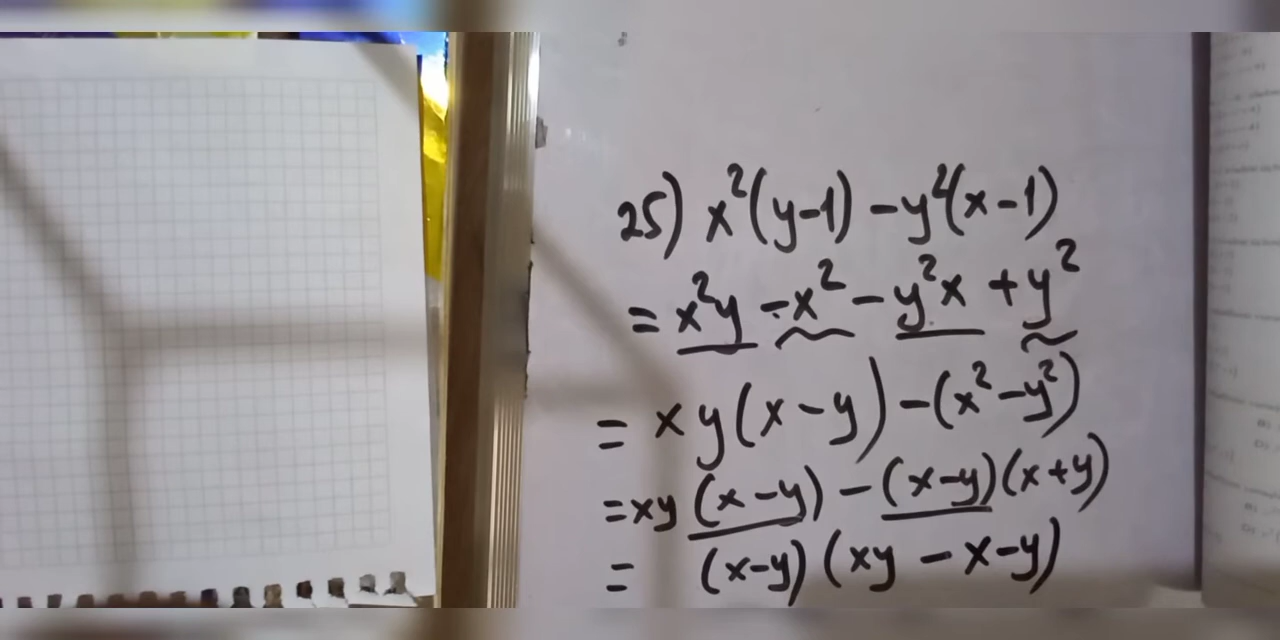 25) x²(y-1) - y²(x-1)
= x²y - x² - y²x + y²
= xy(x-y) - (x² - y²)
= xy (x-y) - (x-y)(x+y)
= (x-y)(xy - x - y)